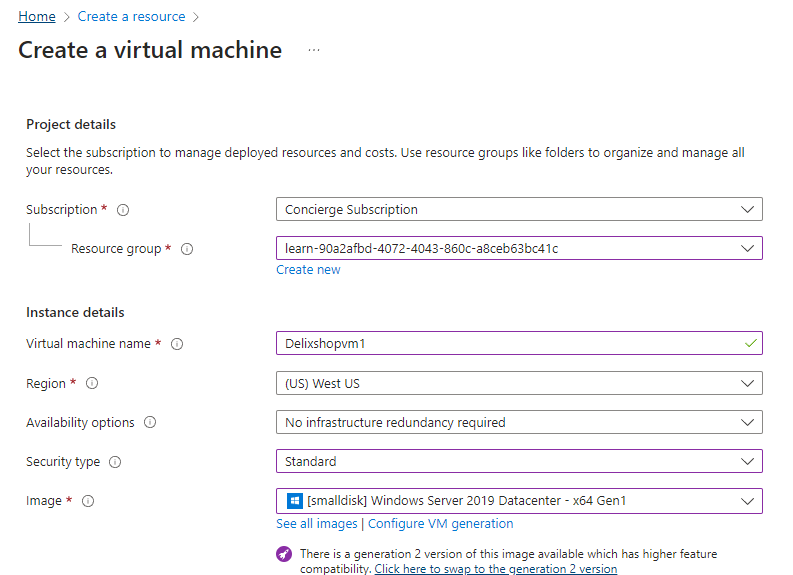 Home > Create a resource >
Create a virtual machine ...
Project details
Select the subscription to manage deployed resources and costs. Use resource groups like folders to organize and manage all
your resources.
Subscription * Concierge Subscription
Resource group * learn-90a2afbd-4072-4043-860c-a8ceb63bc41c
Create new
Instance details
Virtual machine name * Delixshopvm1
Region * (US) West US
Availability options No infrastructure redundancy required
Security type Standard
Image * [smalldisk] Windows Server 2019 Datacenter - x64 Gen1
See all images | Configure VM generation
There is a generation 2 version of this image available which has higher feature
compatibility. Click here to swap to the generation 2 version